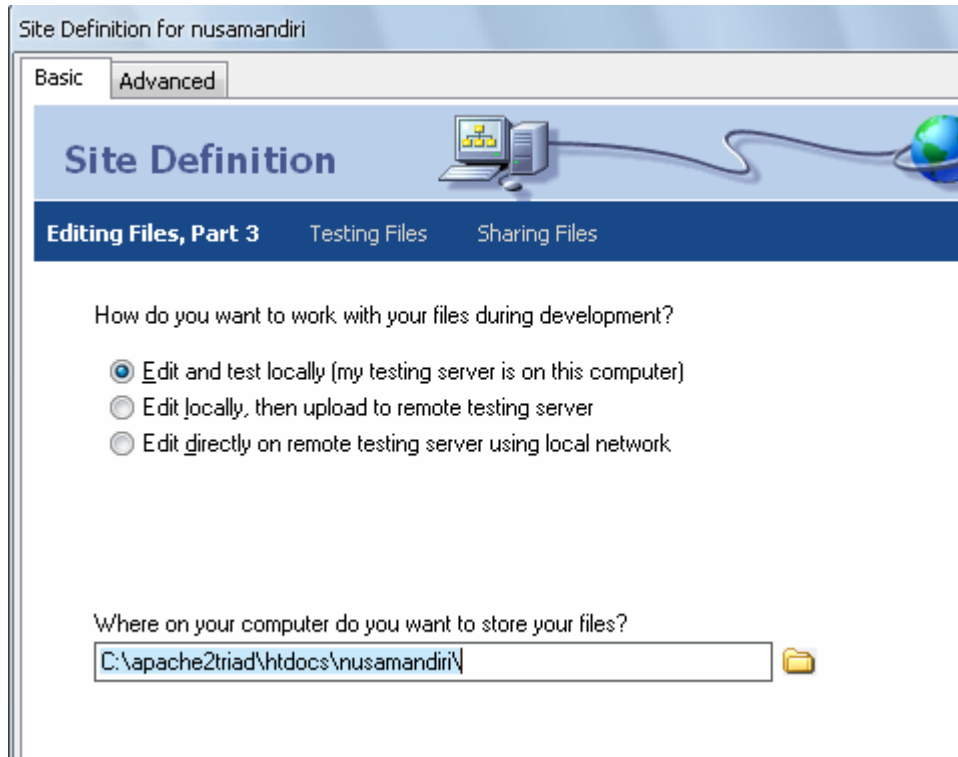 Site Definition for nusamandiri
Basic Advanced
Site Definition
Editing Files, Part 3 Testing Files Sharing Files
How do you want to work with your files during development?
Edit and test locally (my testing server is on this computer)
Edit locally, then upload to remote testing server
Edit directly on remote testing server using local network
Where on your computer do you want to store your files?
C:\apache2triad\htdocs\nusamandiri\